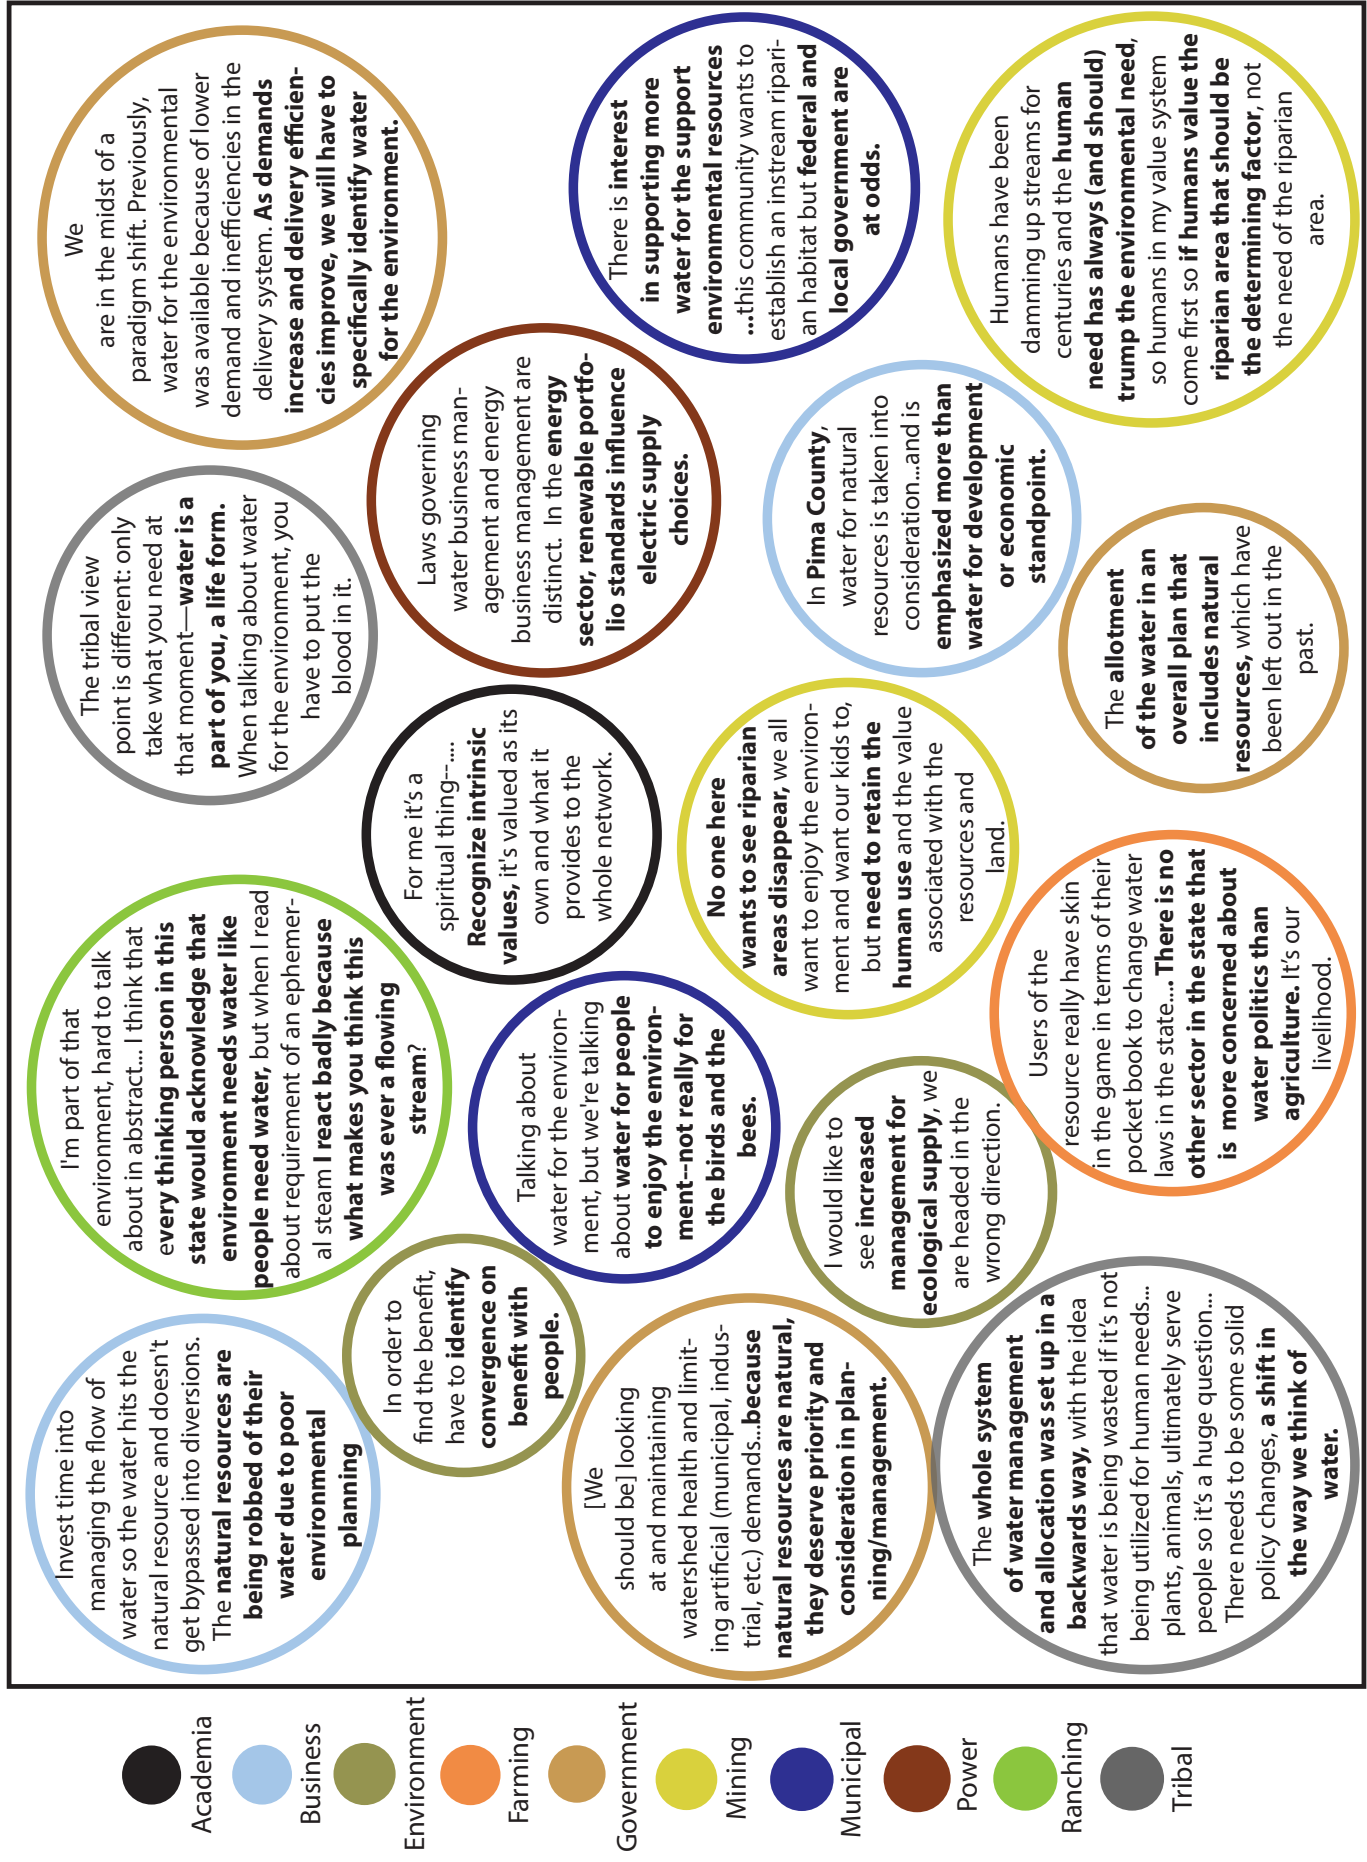 Academia
Business
Environment
Farming
Government
Mining
Municipal
Power
Ranching
Tribal
Invest time into
managing the flow of
water so the water hits the
natural resource and doesn't
get bypassed into diversions.
The natural resources are
being robbed of their
water due to poor
environmental
planning
I'm part of that
environment, hard to talk
about in abstract... I think that
every thinking person in this
state would acknowledge that
environment needs water like
people need water, but when I read
about requirement of an ephemer-
al steam I react badly because
what makes you think this
was ever a flowing
stream?
The tribal view
point is different: only
take what you need at
that moment—water is a
part of you, a life form.
When talking about water
for the environment, you
have to put the
blood in it.
We
are in the midst of a
paradigm shift. Previously,
water for the environmental
was available because of lower
demand and inefficiencies in the
delivery system. As demands
increase and delivery efficien-
cies improve, we will have to
specifically identify water
for the environment.
In order to
find the benefit,
have to identify
convergence on
benefit with
people.
Talking about
water for the environ-
ment, but we're talking
about water for people
to enjoy the environ-
ment--not really for
the birds and the
bees.
For me it's a
spiritual thing--....
Recognize intrinsic
values, it's valued as its
own and what it
provides to the
whole network.
Laws governing
water business man-
agement and energy
business management are
distinct. In the energy
sector, renewable portfo-
lio standards influence
electric supply
choices.
There is interest
in supporting more
water for the support
environmental resources
...this community wants to
establish an instream ripari-
an habitat but federal and
local government are
at odds.
[We
should be] looking
at and maintaining
watershed health and limit-
ing artificial (municipal, indus-
trial, etc.) demands...because
natural resources are natural,
they deserve priority and
consideration in plan-
ning/management.
I would like to
see increased
management for
ecological supply, we
are headed in the
wrong direction.
No one here
wants to see riparian
areas disappear, we all
want to enjoy the environ-
ment and want our kids to,
but need to retain the
human use and the value
associated with the
resources and
land.
In Pima County,
water for natural
resources is taken into
consideration...and is
emphasized more than
water for development
or economic
standpoint.
The whole system
of water management
and allocation was set up in a
backwards way, with the idea
that water is being wasted if it's not
being utilized for human needs...
plants, animals, ultimately serve
people so it's a huge question...
There needs to be some solid
policy changes, a shift in
the way we think of
water.
Users of the
resource really have skin
in the game in terms of their
pocket book to change water
laws in the state.... There is no
other sector in the state that
is more concerned about
water politics than
agriculture. It's our
livelihood.
The allotment
of the water in an
overall plan that
includes natural
resources, which have
been left out in the
past.
Humans have been
damming up streams for
centuries and the human
need has always (and should)
trump the environmental need,
so humans in my value system
come first so if humans value the
riparian area that should be
the determining factor, not
the need of the riparian
area.